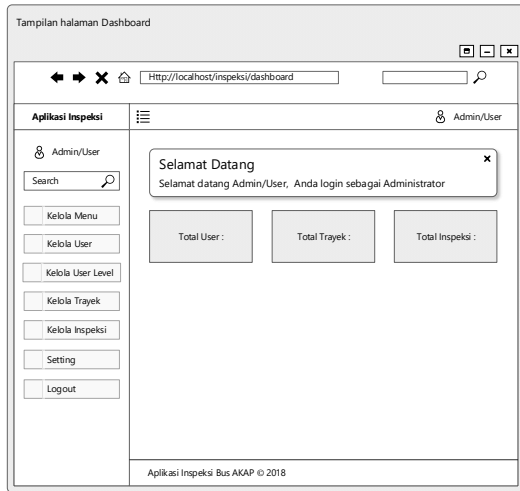 Tampilan halaman Dashboard
Http://localhost/inspeksi/dashboard
Aplikasi Inspeksi
Admin/User
Admin/User
Search
Kelola Menu
Kelola User
Kelola User Level
Kelola Trayek
Kelola Inspeksi
Setting
Logout
Selamat Datang
Selamat datang Admin/User, Anda login sebagai Administrator
Total User :
Total Trayek :
Total Inspeksi :
Aplikasi Inspeksi Bus AKAP © 2018